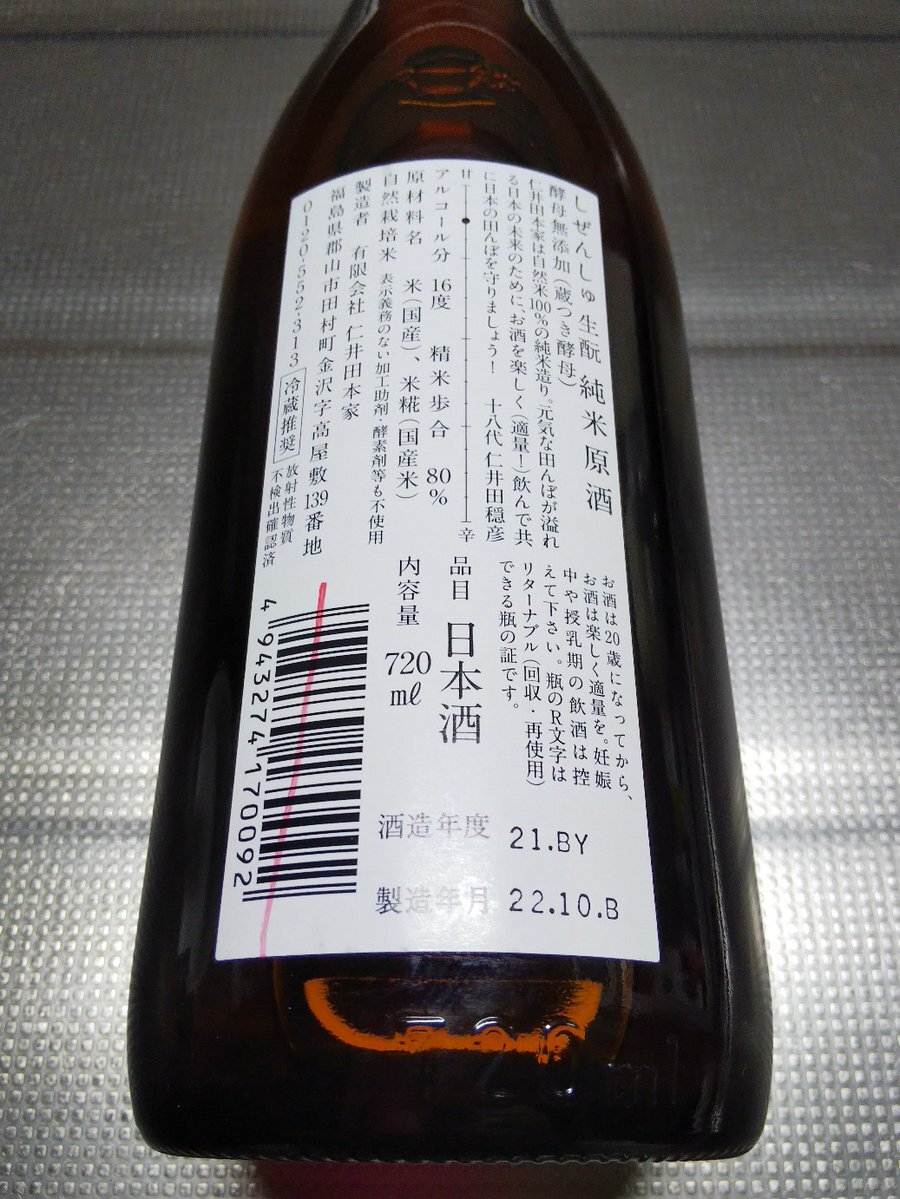 しぜんしゅ 生酛 純米原酒
酵母無添加(蔵つき酵母)
仁井田本家は自然米100%の純米造り。元気な田んぼが溢れ
る日本の未来のために、お酒を楽しく(適量!)飲んで共
に日本の田んぼを守りましょう! 十八代 仁井田穏彦
甘 辛
アルコール分 16度 精米歩合 80%
原材料名 米(国産)、米糀(国産米)
自然栽培米 表示義務のない加工助剤 酵素剤等も不使用
製造者 有限会社 仁井田本家
福島県郡山市田村町金沢字高屋敷139番地
0120-552-313 冷蔵推奨
放射性物質
不検出確認済
お酒は20歳になってから、
お酒は楽しく適量を。妊娠
中や授乳期の飲酒は控
えて下さい。瓶のR文字は
リターナブル(回収・再使用)
できる瓶の証です。
品目 日本酒
内容量 720ml
4943274170092
酒造年度 21.BY
製造年月 22.10.B
720ml